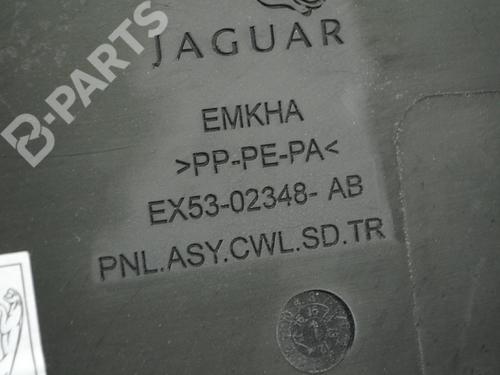 B-PARTS
JAGUAR
EMKHA
>PP-PE-PA<
EX53-02348- AB
PNL.ASY.CWL.SD.TR